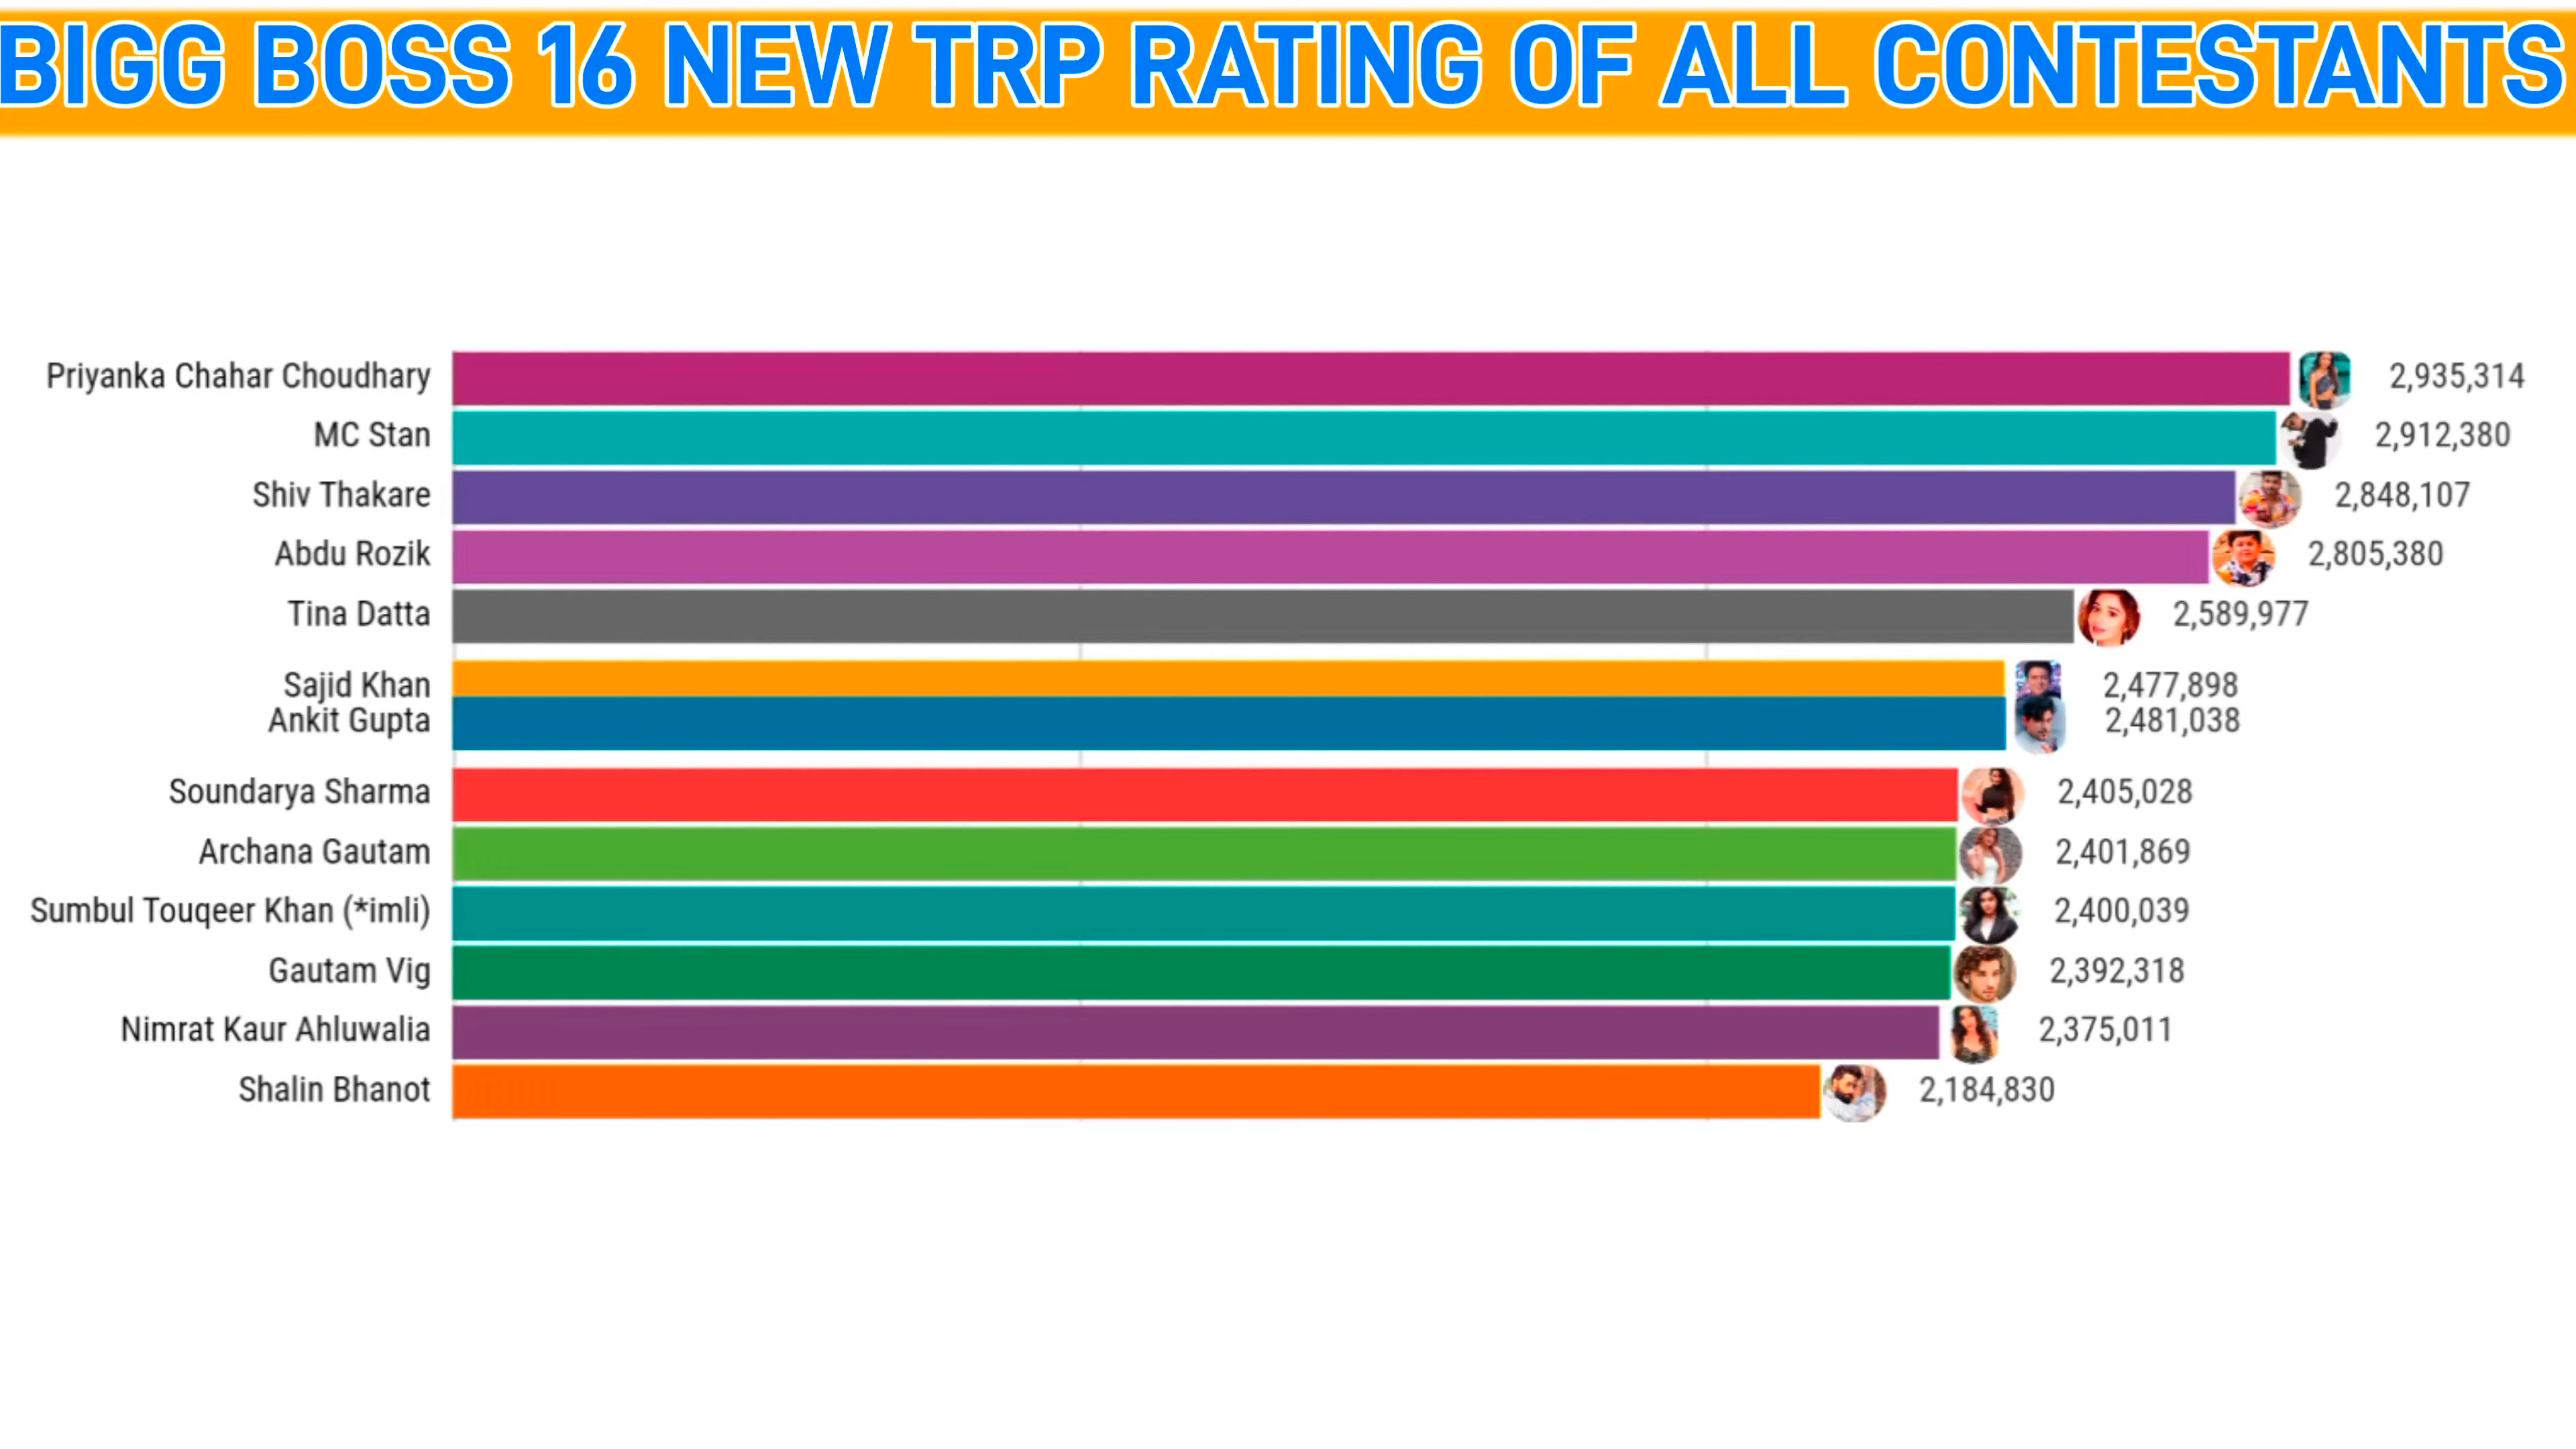 BIGG BOSS 16 NEW TRP RATING OF ALL CONTESTANTS
Priyanka Chahar Choudhary 2,935,314
MC Stan 2,912,380
Shiv Thakare 2,848,107
Abdu Rozik 2,805,380
Tina Datta 2,589,977
Sajid Khan 2,477,898
Ankit Gupta 2,481,038
Soundarya Sharma 2,405,028
Archana Gautam 2,401,869
Sumbul Touqeer Khan (*imli) 2,400,039
Gautam Vig 2,392,318
Nimrat Kaur Ahluwalia 2,375,011
Shalin Bhanot 2,184,830